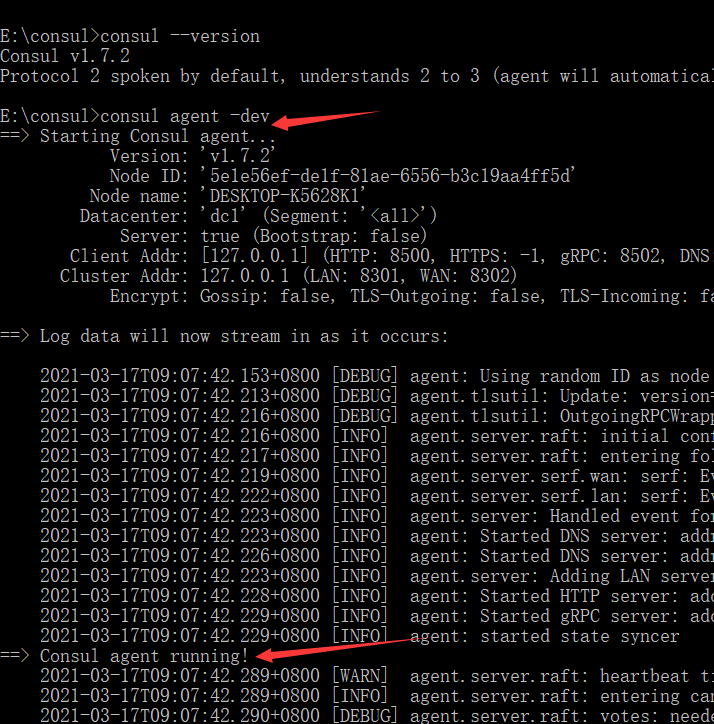 E:\consul>consul --version
Consul v1.7.2
Protocol 2 spoken by default, understands 2 to 3 (agent will
E:\consul>consul agent -dev
==> Starting Consul agent...
Version: 'v1.7.2'
Node ID: '5e1e56ef-de1f-81ae-6556-b3c19aa4ff5d'
Node name: 'DESKTOP-K5628K1'
Datacenter: 'dc1' (Segment: '<all>')
Server: true (Bootstrap: false)
Client Addr: [127.0.0.1] (HTTP: 8500, HTTPS: -1, gRPC: 8502, DNS
Cluster Addr: 127.0.0.1 (LAN: 8301, WAN: 8302)
Encrypt: Gossip: false, TLS-Outgoing: false, TLS-Incoming:
==> Log data will now stream in as it occurs:
2021-03-17T09:07:42.153+0800 [DEBUG] agent: Using random ID as node
2021-03-17T09:07:42.213+0800 [DEBUG] agent.tlsutil: Update:
2021-03-17T09:07:42.216+0800 [DEBUG] agent.tlsutil:
2021-03-17T09:07:42.216+0800 [INFO] agent.server.raft: initial
2021-03-17T09:07:42.217+0800 [INFO] agent.server.raft: entering
2021-03-17T09:07:42.219+0800 [INFO] agent.server.serf.wan: serf:
2021-03-17T09:07:42.222+0800 [INFO] agent.server.serf.lan: serf:
2021-03-17T09:07:42.223+0800 [INFO] agent.server: Handled event for
2021-03-17T09:07:42.223+0800 [INFO] agent: Started DNS server:
2021-03-17T09:07:42.226+0800 [INFO] agent: Started DNS server:
2021-03-17T09:07:42.223+0800 [INFO] agent.server: Adding LAN server
2021-03-17T09:07:42.228+0800 [INFO] agent: Started HTTP server:
2021-03-17T09:07:42.229+0800 [INFO] agent: Started gRPC server:
2021-03-17T09:07:42.229+0800 [INFO] agent: started state syncer
==> Consul agent running!
2021-03-17T09:07:42.289+0800 [WARN] agent.server.raft: heartbeat
2021-03-17T09:07:42.289+0800 [INFO] agent.server.raft: entering
2021-03-17T09:07:42.290+0800 [DEBUG] agent.server.raft: votes: